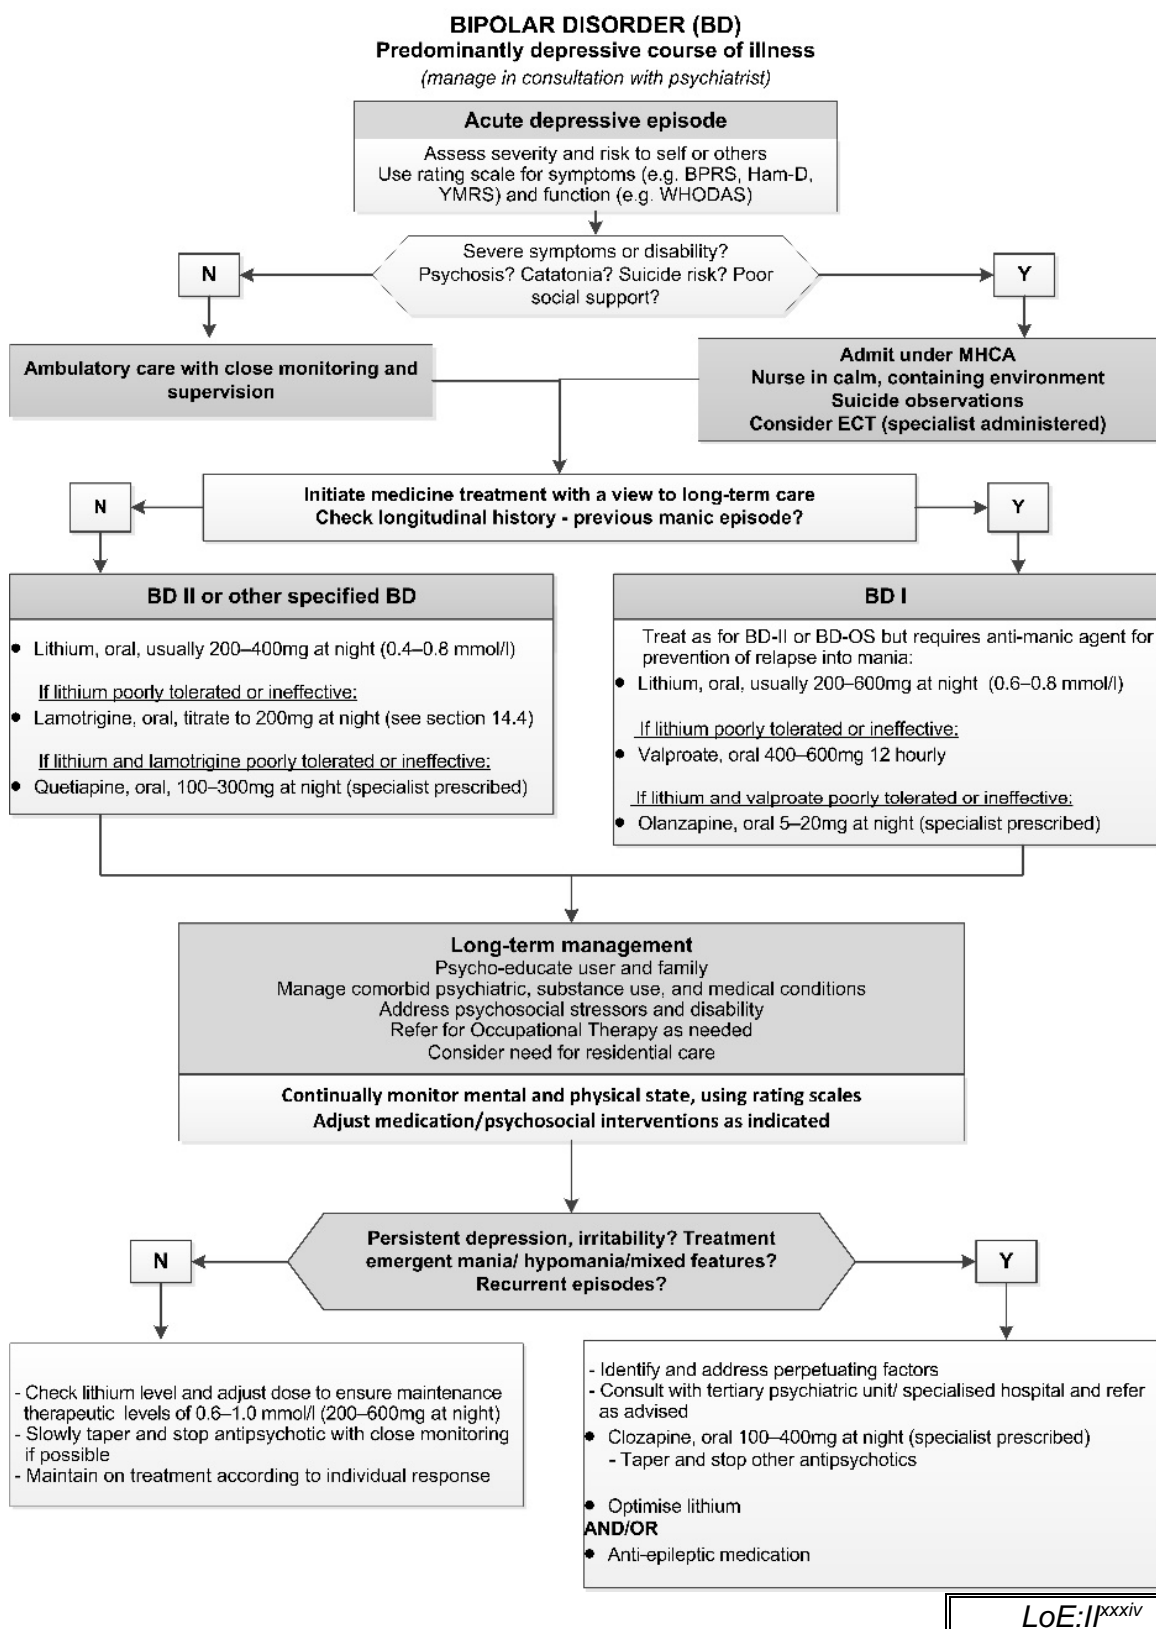 BIPOLAR DISORDER (BD)
Predominantly depressive course of illness
(manage in consultation with psychiatrist)
Acute depressive episode
Assess severity and risk to self or others
Use rating scale for symptoms (e.g. BPRS, Ham-D,
YMRS) and function (e.g. WHODAS)
Severe symptoms or disability?
Psychosis? Catatonia? Suicide risk? Poor
social support?
N
Y
Ambulatory care with close monitoring and
supervision
Admit under MHCA
Nurse in calm, containing environment
Suicide observations
Consider ECT (specialist administered)
Initiate medicine treatment with a view to long-term care
Check longitudinal history - previous manic episode?
N
Y
BD II or other specified BD
● Lithium, oral, usually 200–400mg at night (0.4–0.8 mmol/l)
If lithium poorly tolerated or ineffective:
● Lamotrigine, oral, titrate to 200mg at night (see section 14.4)
If lithium and lamotrigine poorly tolerated or ineffective:
● Quetiapine, oral, 100–300mg at night (specialist prescribed)
BD I
Treat as for BD-II or BD-OS but requires anti-manic agent for
prevention of relapse into mania:
● Lithium, oral, usually 200–600mg at night (0.6–0.8 mmol/l)
If lithium poorly tolerated or ineffective:
● Valproate, oral 400–600mg 12 hourly
If lithium and valproate poorly tolerated or ineffective:
● Olanzapine, oral 5–20mg at night (specialist prescribed)
Long-term management
Psycho-educate user and family
Manage comorbid psychiatric, substance use, and medical conditions
Address psychosocial stressors and disability
Refer for Occupational Therapy as needed
Consider need for residential care
Continually monitor mental and physical state, using rating scales
Adjust medication/psychosocial interventions as indicated
Persistent depression, irritability? Treatment
emergent mania/ hypomania/mixed features?
Recurrent episodes?
N
Y
- Check lithium level and adjust dose to ensure maintenance
therapeutic levels of 0.6–1.0 mmol/l (200–600mg at night)
- Slowly taper and stop antipsychotic with close monitoring
if possible
- Maintain on treatment according to individual response
- Identify and address perpetuating factors
- Consult with tertiary psychiatric unit/ specialised hospital and refer
as advised
● Clozapine, oral 100–400mg at night (specialist prescribed)
- Taper and stop other antipsychotics
● Optimise lithium
AND/OR
● Anti-epileptic medication
LoE:II xxxiv